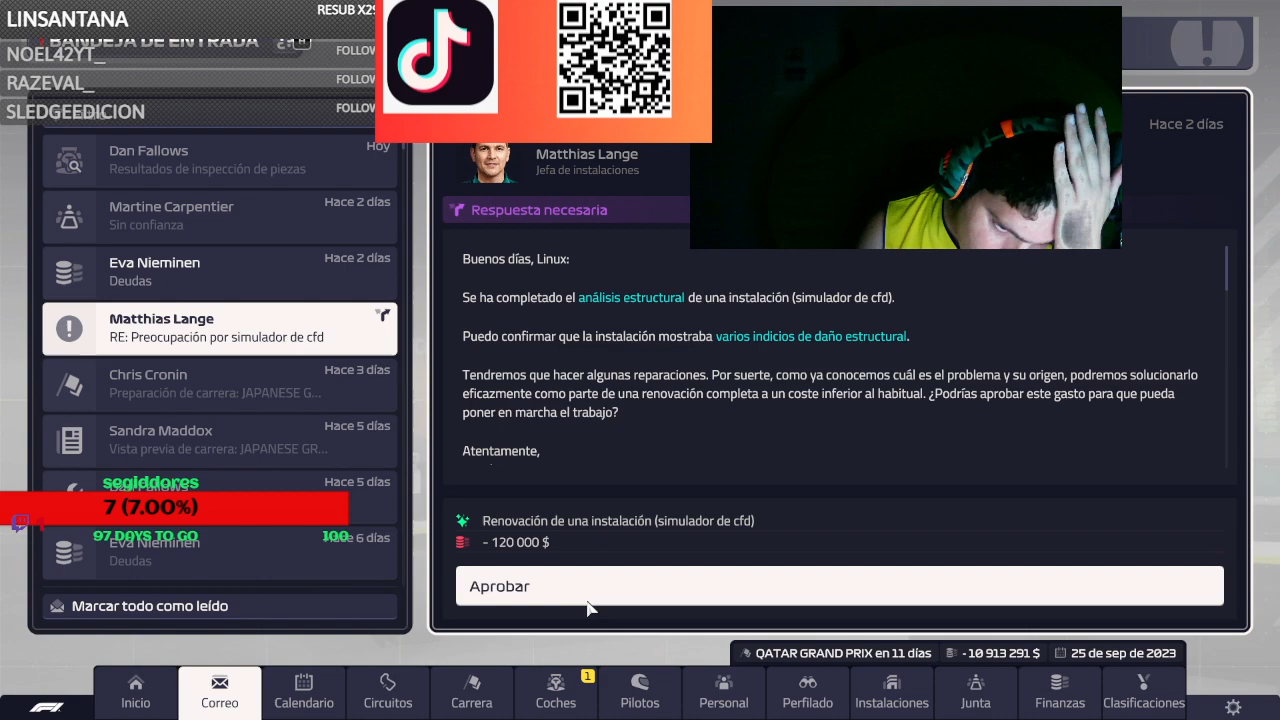 LINSANTANA
RESUB X29
BANDEJA DE ENTRADA
NOEL42YT_
FOLLOW
RAZEVAL_
FOLLOW
SLEDGEEDICION
FOLLOW
Dan Fallows
Hoy
Resultados de inspección de piezas
Martine Carpentier
Hace 2 días
Sin confianza
Eva Nieminen
Hace 2 días
Deudas
Matthias Lange
RE: Preocupación por simulador de cfd
Chris Cronin
Hace 3 días
Preparación de carrera: JAPANESE G...
Sandra Maddox
Hace 5 días
Vista previa de carrera: JAPANESE GR...
segiddores
Hace 5 días
7 (7.00%)
97 DAYS TO GO
100
Hace 6 días
Eva Nieminen
Deudas
Marcar todo como leído
Hace 2 días
Matthias Lange
Jefa de instalaciones
Respuesta necesaria
Buenos días, Linux:
Se ha completado el análisis estructural de una instalación (simulador de cfd).
Puedo confirmar que la instalación mostraba varios indicios de daño estructural.
Tendremos que hacer algunas reparaciones. Por suerte, como ya conocemos cuál es el problema y su origen, podremos solucionarlo
eficazmente como parte de una renovación completa a un coste inferior al habitual. ¿Podrías aprobar este gasto para que pueda
poner en marcha el trabajo?
Atentamente,
Renovación de una instalación (simulador de cfd)
- 120 000 $
Aprobar
QATAR GRAND PRIX en 11 días
-10 913 291 $
25 de sep de 2023
Inicio
Correo
Calendario
Circuitos
Carrera
1
Coches
Pilotos
Personal
Perfilado
Instalaciones
Junta
Finanzas
Clasificaciones